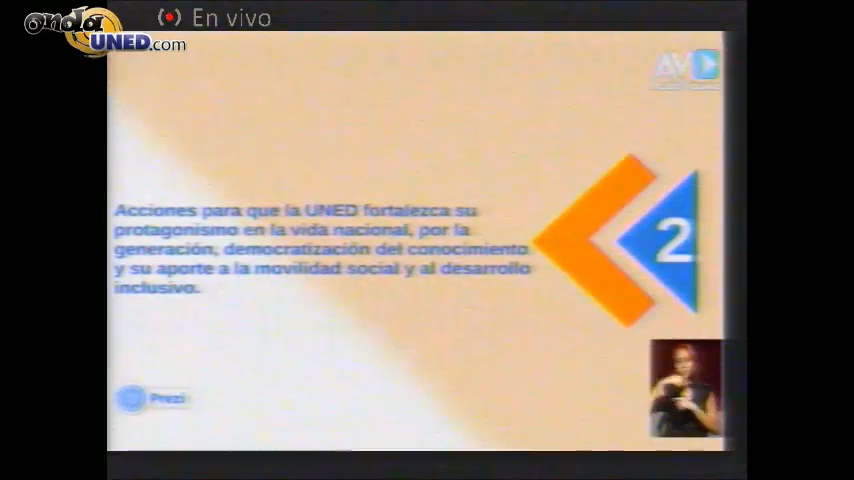 onda
UNED.com
En vivo
Acciones para que la UNED fortalezca su
protagonismo en la vida nacional, por la
generación, democratización del conocimiento
y su aporte a la movilidad social y al desarrollo
inclusivo.
2
Prezi